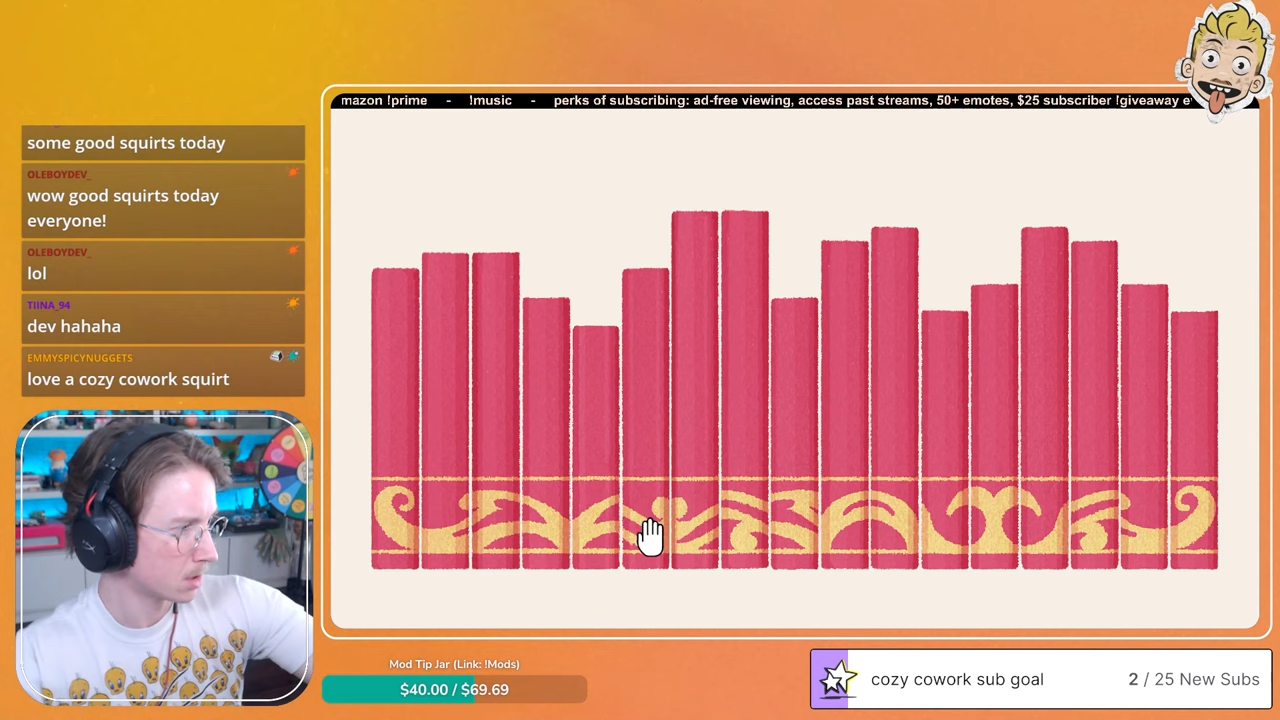 mazon !prime - !music - perks of subscribing: ad-free viewing, access past streams, 50+ emotes, $25 subscriber !giveaway ev
some good squirts today
OLEBOYDEV_
wow good squirts today
everyone!
OLEBOYDEV_
lol
TIINA_94
dev hahaha
EMMYSPICYNUGGETS
love a cozy cowork squirt
Mod Tip Jar (Link: !Mods)
$40.00 / $69.69
cozy cowork sub goal 2 / 25 New Subs